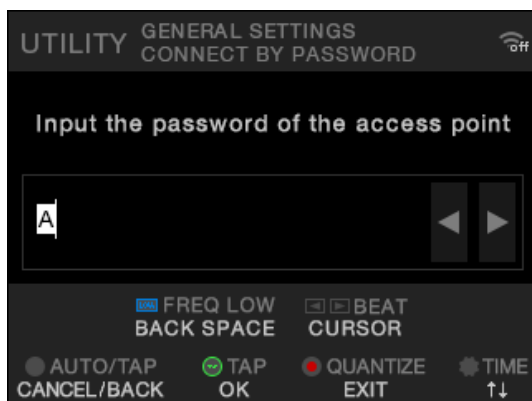 UTILITY GENERAL SETTINGS
CONNECT BY PASSWORD
off
Input the password of the access point
A
FREQ LOW BEAT
BACK SPACE CURSOR
AUTO/TAP TAP QUANTIZE TIME
CANCEL/BACK OK EXIT ↑↓